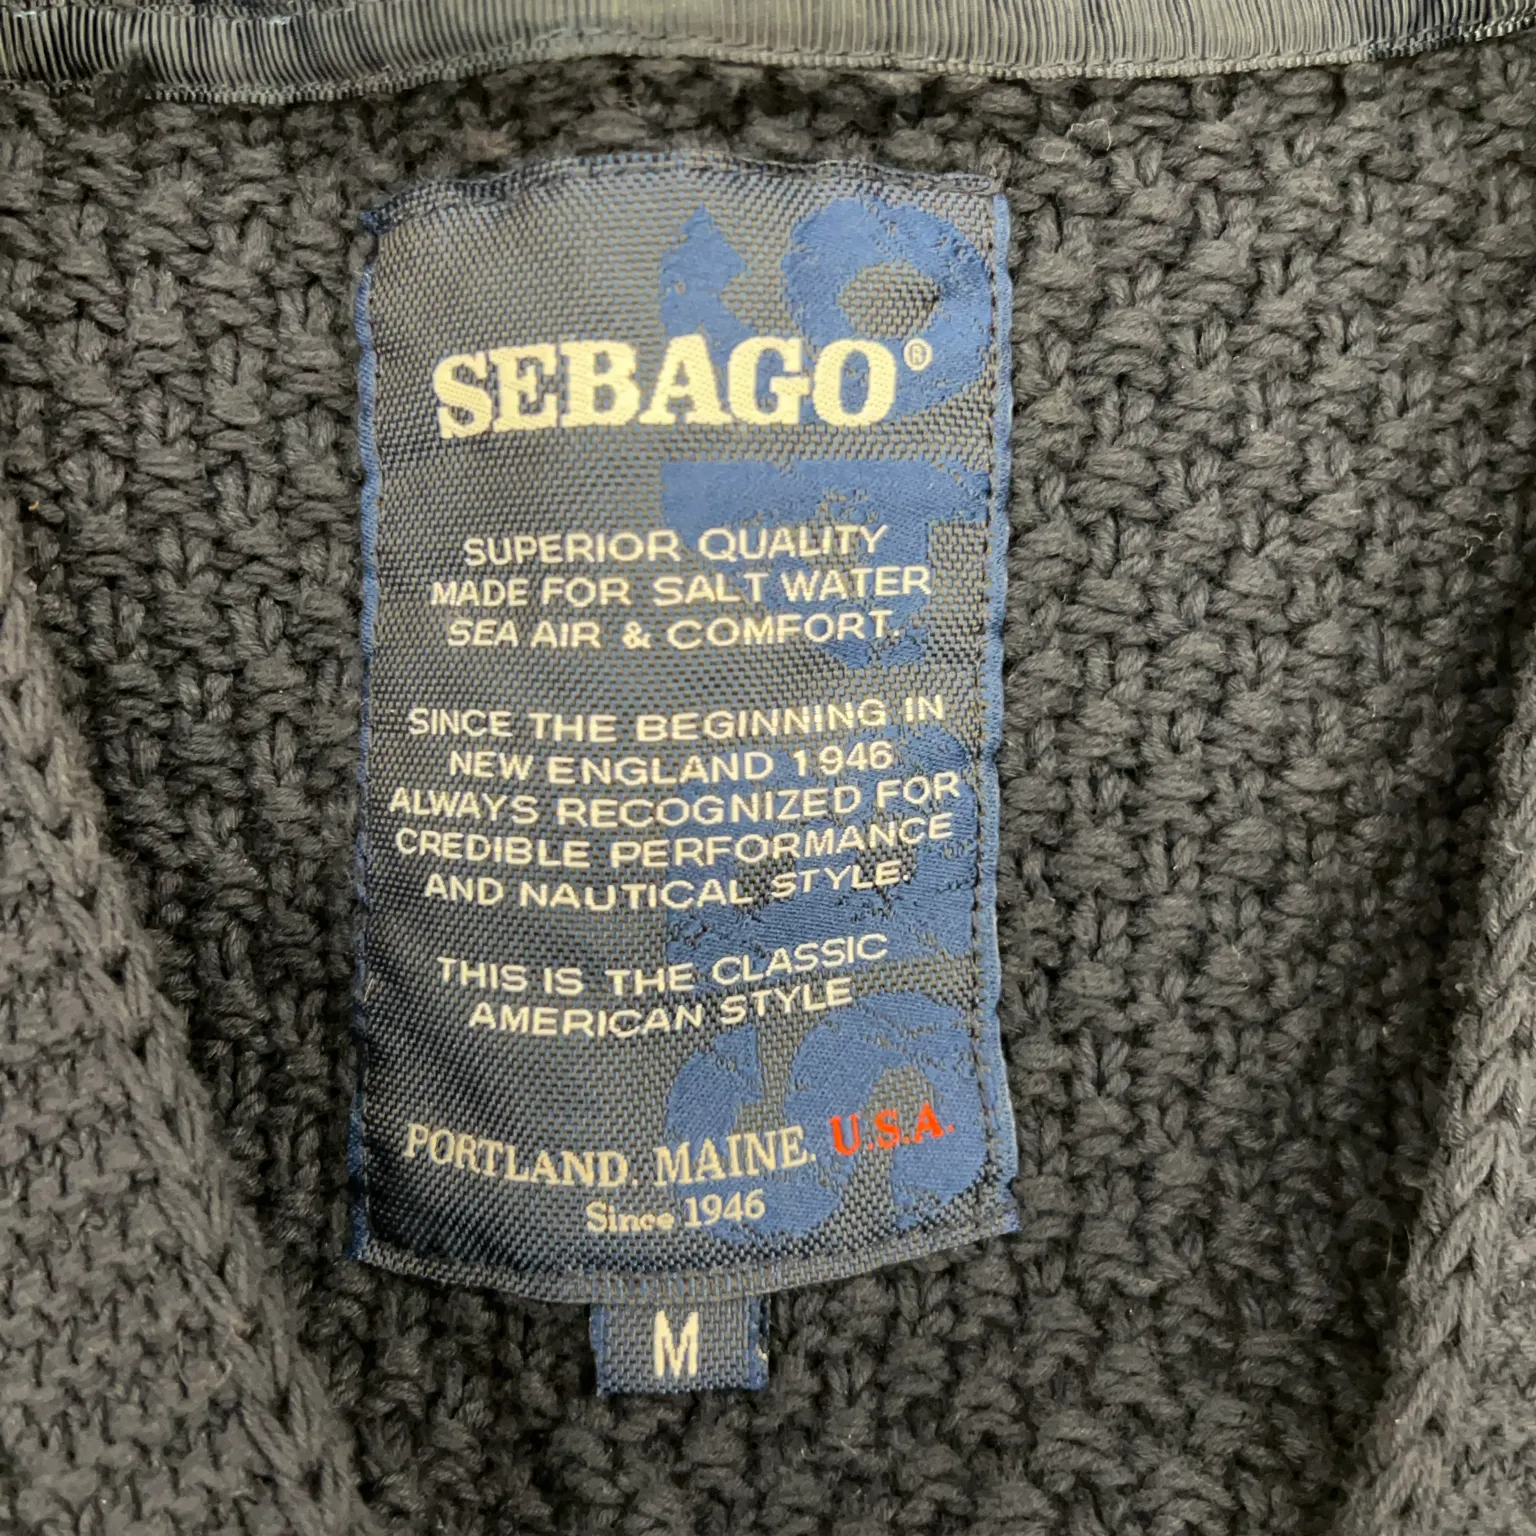 SEBAGO®
SUPERIOR QUALITY
MADE FOR SALT WATER
SEA AIR & COMFORT.
SINCE THE BEGINNING IN
NEW ENGLAND 1946
ALWAYS RECOGNIZED FOR
CREDIBLE PERFORMANCE
AND NAUTICAL STYLE.
THIS IS THE CLASSIC
AMERICAN STYLE
PORTLAND. MAINE. U.S.A.
Since 1946
M